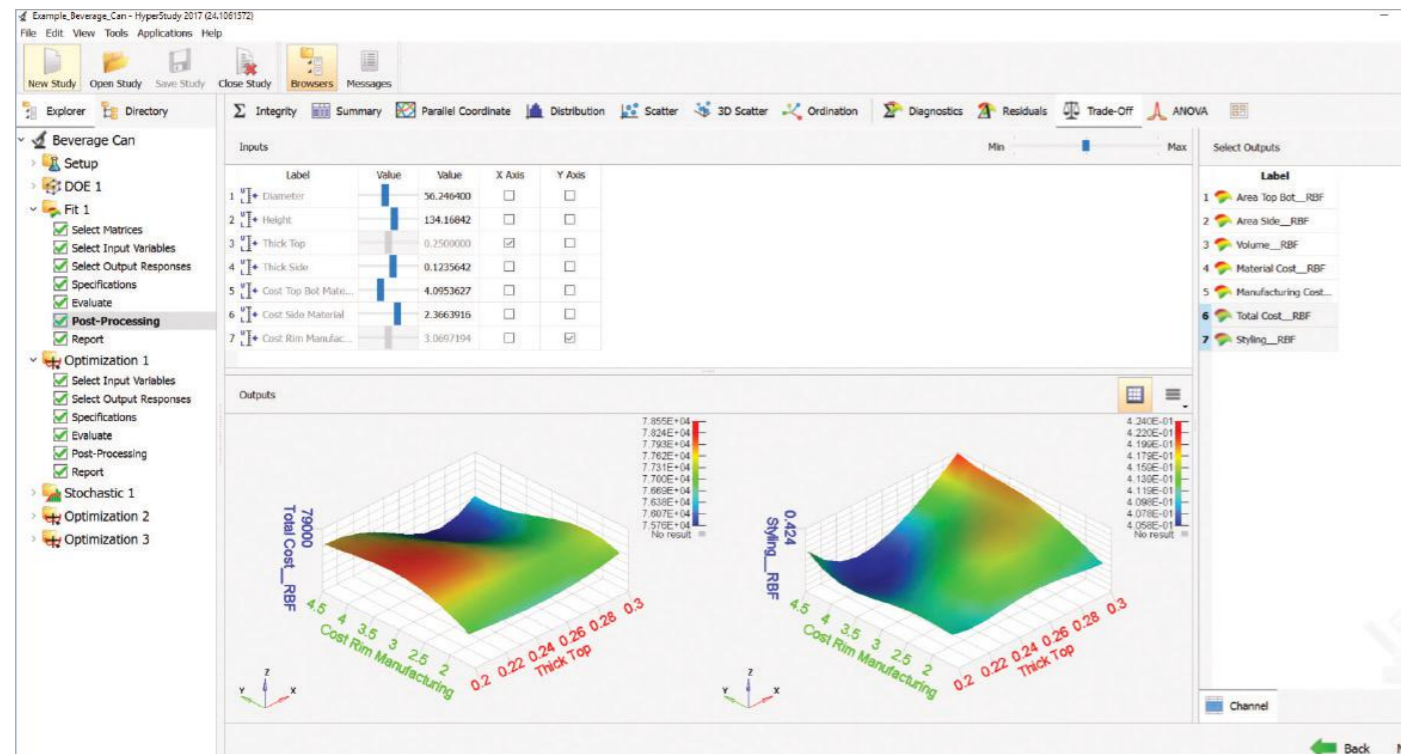 Example_Beverage_Can - HyperStudy 2017 (24.1061572)
File Edit View Tools Applications Help
New Study Open Study Save Study Close Study Browsers Messages
Explorer Directory
Σ Integrity Summary Parallel Coordinate Distribution Scatter 3D Scatter Ordination Diagnostics Residuals Trade-Off ANOVA
Beverage Can
Setup
DOE 1
Fit 1
Select Matrices
Select Input Variables
Select Output Responses
Specifications
Evaluate
Post-Processing
Report
Optimization 1
Select Input Variables
Select Output Responses
Specifications
Evaluate
Post-Processing
Report
Stochastic 1
Optimization 2
Optimization 3
Inputs Min Max
Label Value Value X Axis Y Axis
1 Diameter 56.246400
2 Height 134.16842
3 Thick Top 0.2500000
4 Thick Side 0.1235642
5 Cost Top Bot Mate... 4.0953627
6 Cost Side Material 2.3663916
7 Cost Rim Manufac... 3.0697194
Select Outputs
Label
1 Area Top Bot__RBF
2 Area Side__RBF
3 Volume__RBF
4 Material Cost__RBF
5 Manufacturing Cost...
6 Total Cost__RBF
7 Styling__RBF
Outputs
7.855E+04
7.824E+04
7.793E+04
7.762E+04
7.731E+04
7.700E+04
7.669E+04
7.638E+04
7.607E+04
7.576E+04
No result
79000
Total Cost__RBF
4.5 4 3.5 3 2.5 2
Cost Rim Manufacturing
0.2 0.22 0.24 0.26 0.28 0.3
Thick Top
Z
Y X
4.240E-01
4.220E-01
4.199E-01
4.179E-01
4.159E-01
4.139E-01
4.119E-01
4.098E-01
4.078E-01
4.058E-01
No result
0.424
Styling__RBF
4.5 4 3.5 3 2.5 2
Cost Rim Manufacturing
0.2 0.22 0.24 0.26 0.28 0.3
Thick Top
Z
Y X
Channel
Back